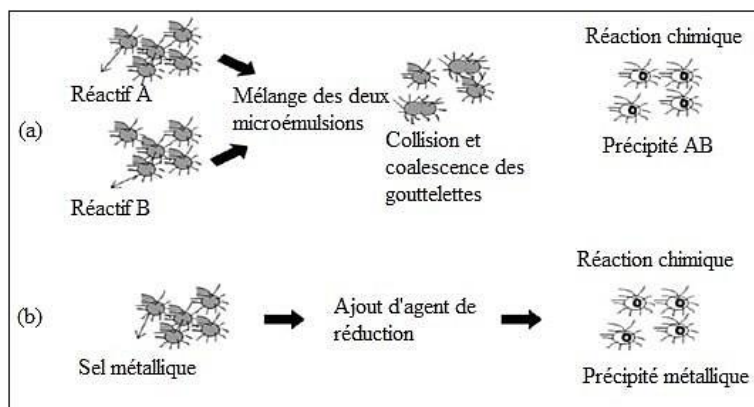 Réaction chimique
Réactif A
Mélange des deux
microémulsions
(a)
Collision et
coalescence des
gouttelettes
Précipité AB
Réactif B
Réaction chimique
(b)
Ajout d'agent de
réduction
Sel métallique
Précipité métallique